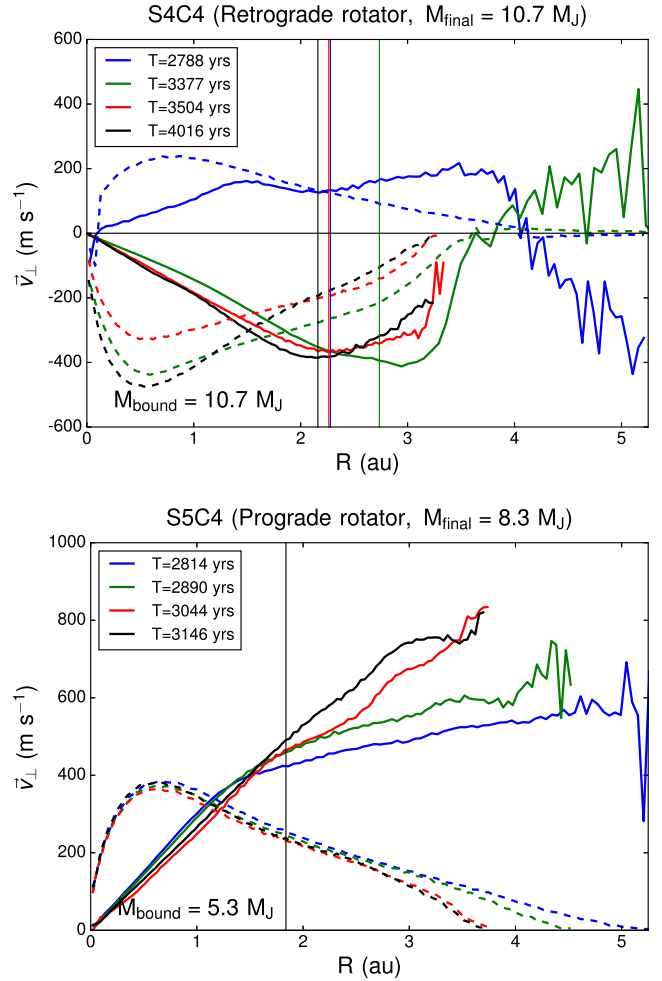 S4C4 (Retrograde rotator, M_final = 10.7 M_J)
600
400
200
0
-200
-400
-600
v⃗_⊥ (m s⁻¹)
T=2788 yrs
T=3377 yrs
T=3504 yrs
T=4016 yrs
M_bound = 10.7 M_J
0 1 2 3 4 5
R (au)
S5C4 (Prograde rotator, M_final = 8.3 M_J)
1000
800
600
400
200
0
v⃗_⊥ (m s⁻¹)
T=2814 yrs
T=2890 yrs
T=3044 yrs
T=3146 yrs
M_bound = 5.3 M_J
0 1 2 3 4 5
R (au)